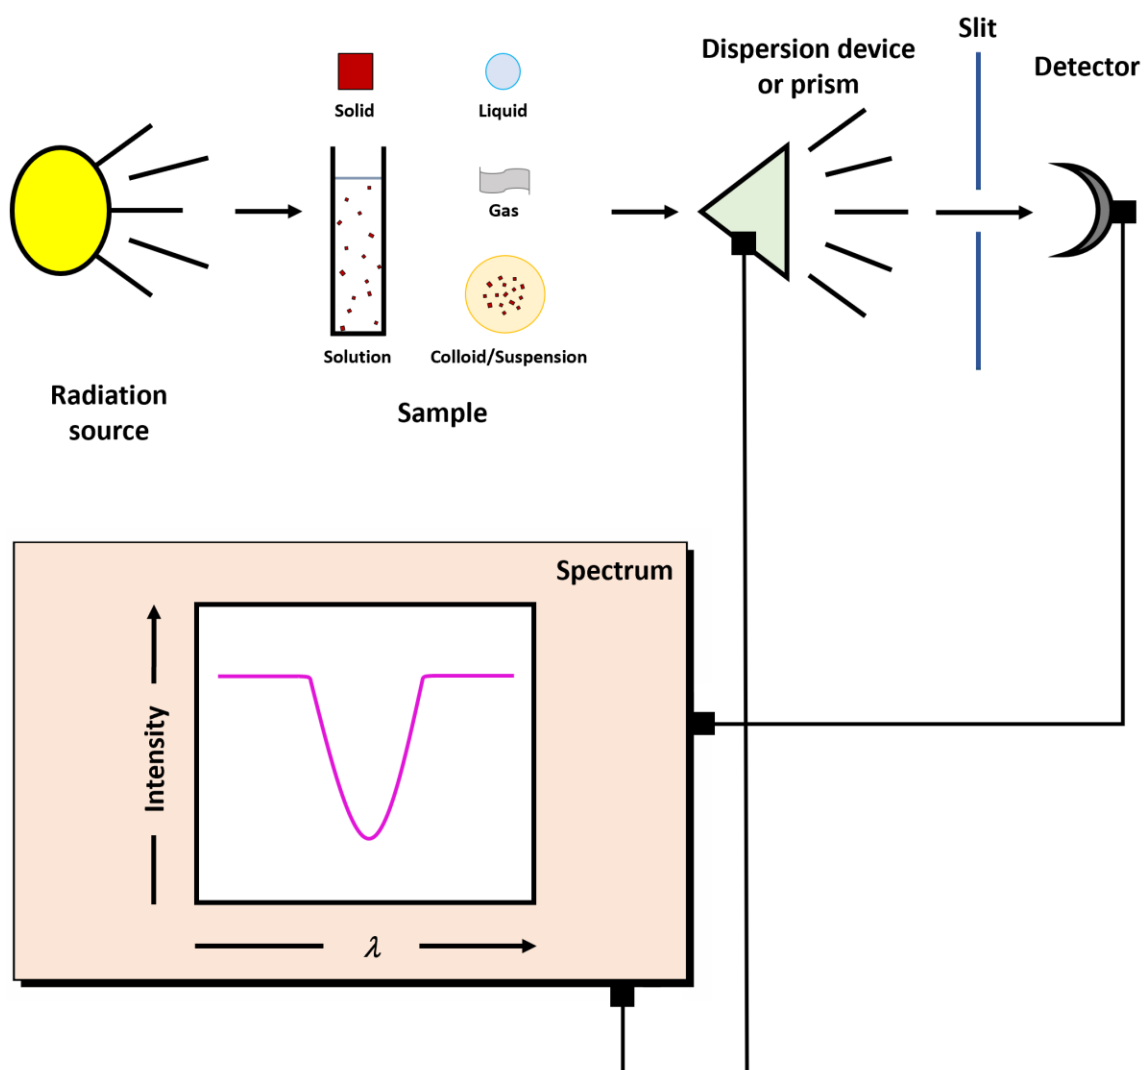 Slit
Dispersion device
or prism
Detector
Solid
Liquid
Gas
Solution
Colloid/Suspension
Radiation
source
Sample
Spectrum
Intensity
λ